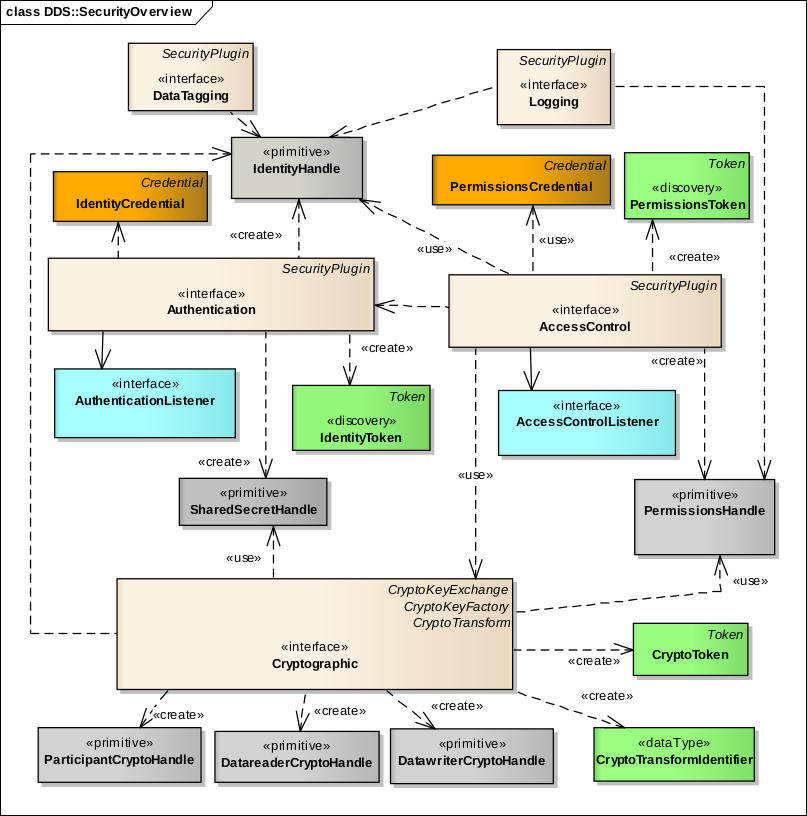 class DDS::SecurityOverview
SecurityPlugin
«interface»
DataTagging
SecurityPlugin
«interface»
Logging
«primitive»
IdentityHandle
Credential
IdentityCredential
Credential
PermissionsCredential
Token
«discovery»
PermissionsToken
«create»
«use»
«use»
«create»
SecurityPlugin
«interface»
Authentication
SecurityPlugin
«interface»
AccessControl
«create»
«create»
«interface»
AuthenticationListener
Token
«discovery»
IdentityToken
«interface»
AccessControlListener
«create»
«use»
«primitive»
SharedSecretHandle
«primitive»
PermissionsHandle
«use»
«use»
CryptoKeyExchange
CryptoKeyFactory
CryptoTransform
«interface»
Cryptographic
Token
CryptoToken
«create»
«create»
«create»
«create»
«create»
«primitive»
ParticipantCryptoHandle
«primitive»
DatareaderCryptoHandle
«primitive»
DatawriterCryptoHandle
«dataType»
CryptoTransformIdentifier